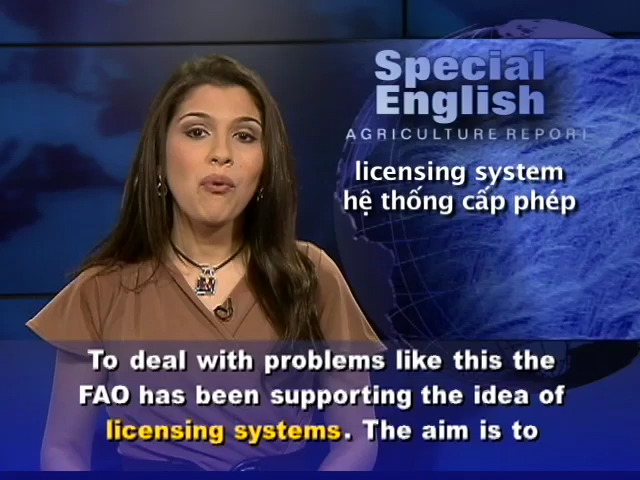 Special
English
AGRICULTURE REPORT
licensing system
hệ thống cấp phép
To deal with problems like this the
FAO has been supporting the idea of
licensing systems. The aim is to